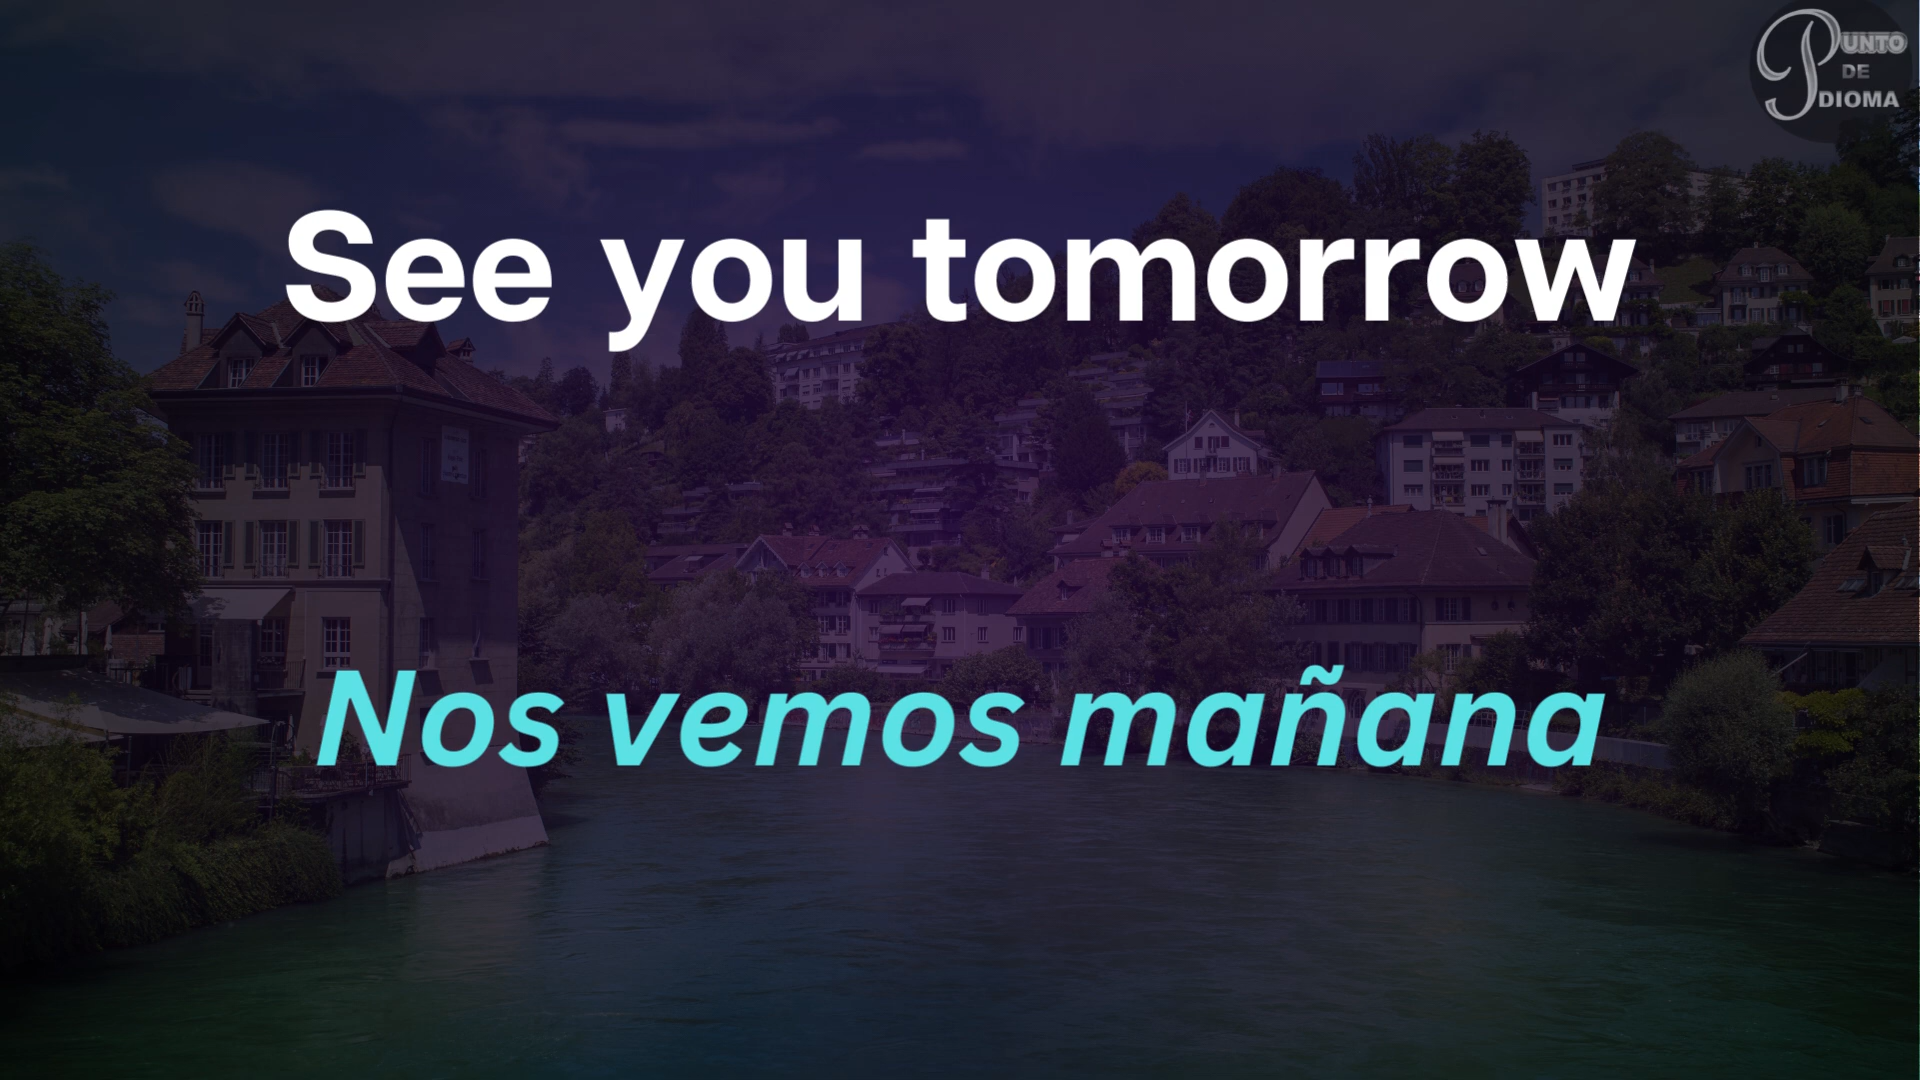 PUNTO
DE
IDIOMA
See you tomorrow
Nos vemos mañana